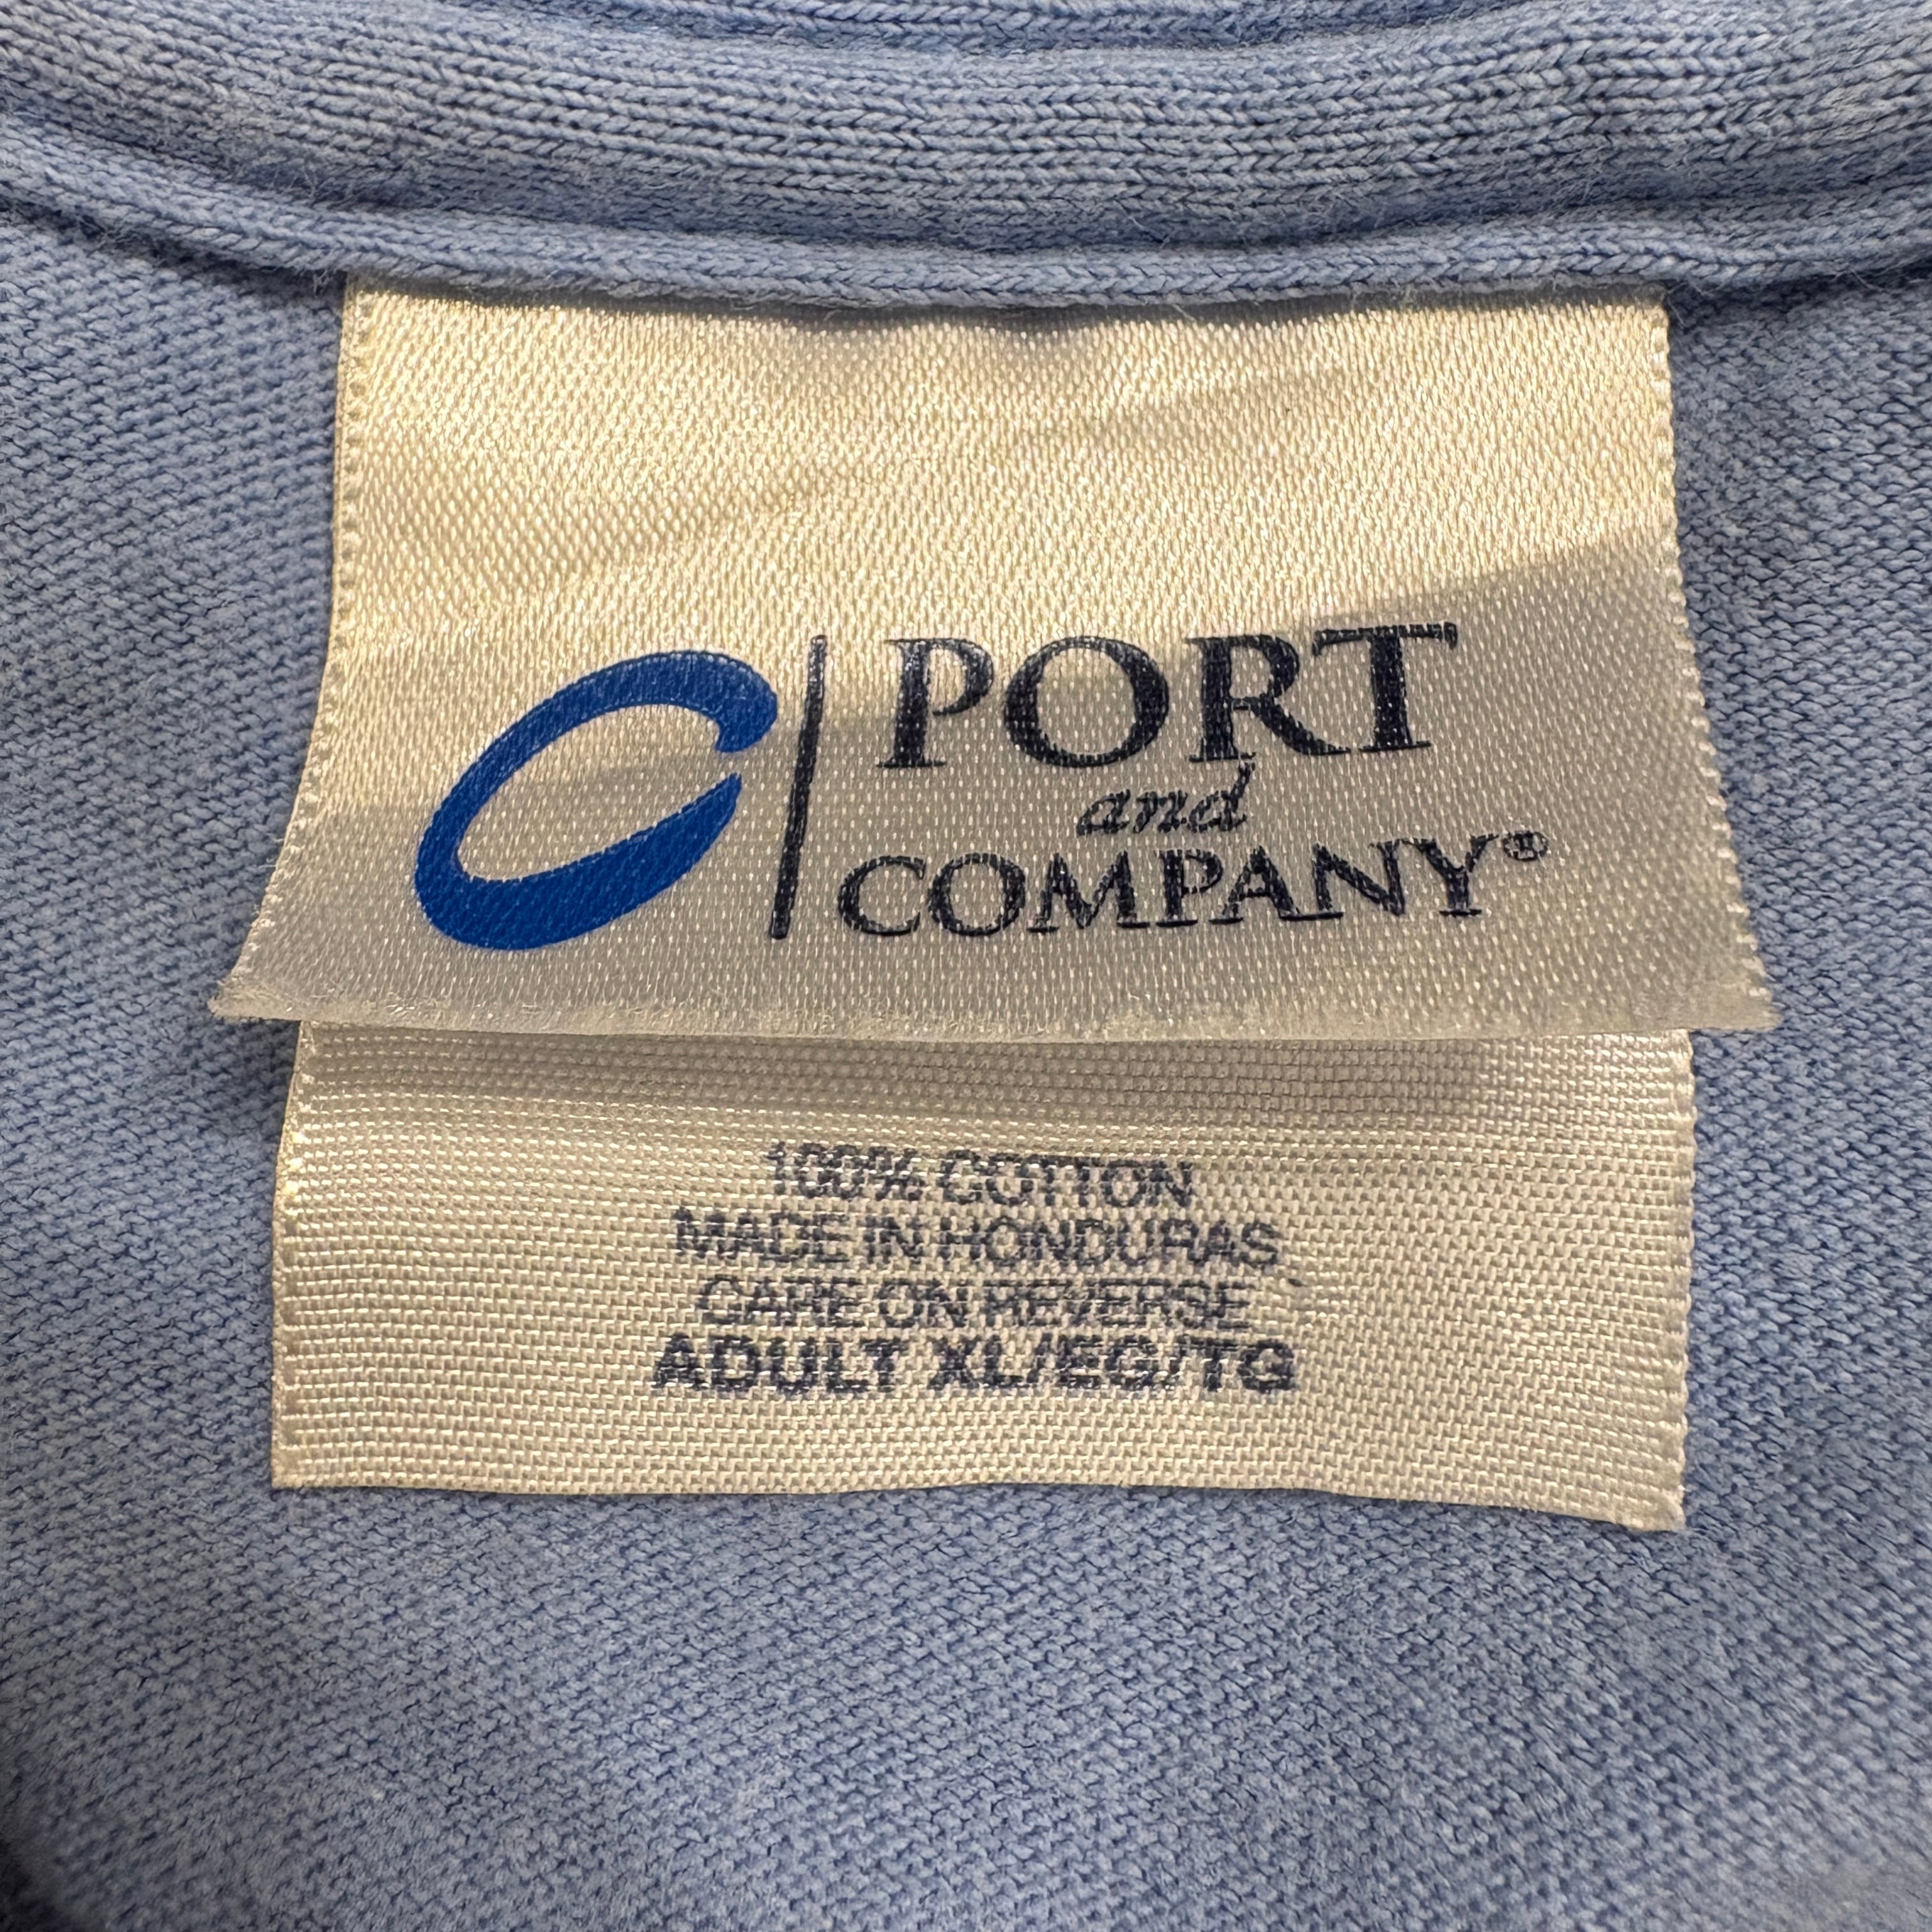 PORT
and
COMPANY®
100% COTTON
MADE IN HONDURAS
CARE ON REVERSE
ADULT XL/EG/TG